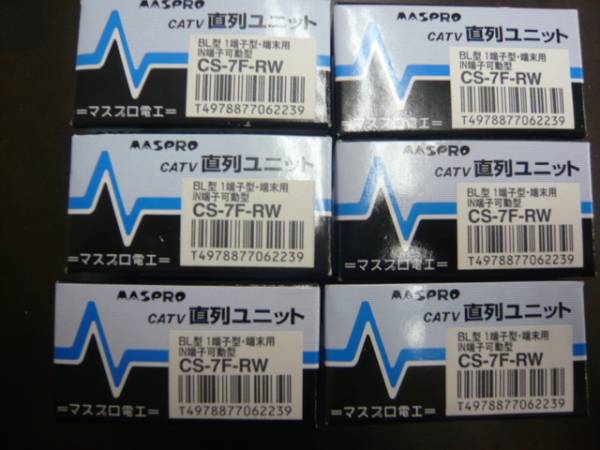 MASPRO
CATV 直列ユニット
BL型 1端子型・端末用
IN端子可動型
CS-7F-RW
T4978877062239
=マスプロ電工=
MASPRO
CATV 直列ユニット
BL型 1端子型・端末用
IN端子可動型
CS-7F-RW
T4978877062239
=マスプロ電工=
MASPRO
CATV 直列ユニット
BL型 1端子型・端末用
IN端子可動型
CS-7F-RW
T4978877062239
=マスプロ電工=
MASPRO
CATV 直列ユニット
BL型 1端子型・端末用
IN端子可動型
CS-7F-RW
T4978877062239
=マスプロ電工=
MASPRO
CATV 直列ユニット
BL型 1端子型・端末用
IN端子可動型
CS-7F-RW
T4978877062239
=マスプロ電工=
MASPRO
CATV 直列ユニット
BL型 1端子型・端末用
IN端子可動型
CS-7F-RW
T4978877062239
=マスプロ電工=